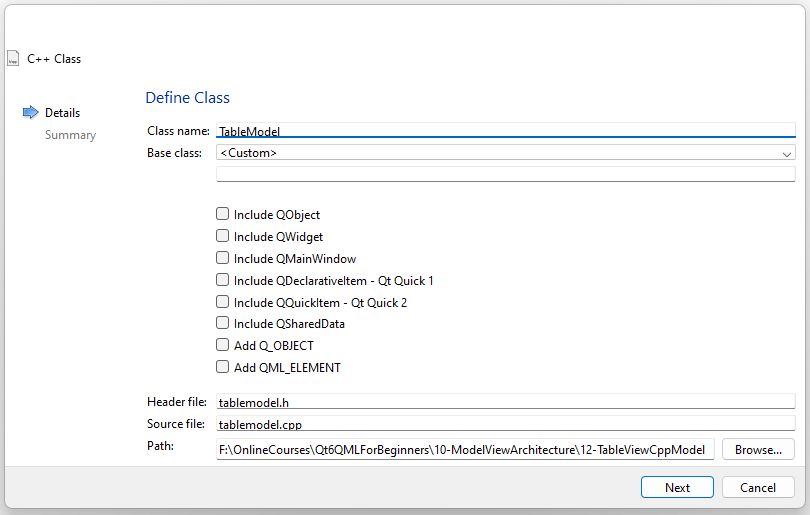 C++ Class
Details
Summary
Define Class
Class name: TableModel
Base class: <Custom>
Include QObject
Include QWidget
Include QMainWindow
Include QDeclarativeItem - Qt Quick 1
Include QQuickItem - Qt Quick 2
Include QSharedData
Add Q_OBJECT
Add QML_ELEMENT
Header file: tablemodel.h
Source file: tablemodel.cpp
Path: F:\OnlineCourses\Qt6QMLForBeginners\10-ModelViewArchitecture\12-TableViewCppModel Browse...
Next Cancel